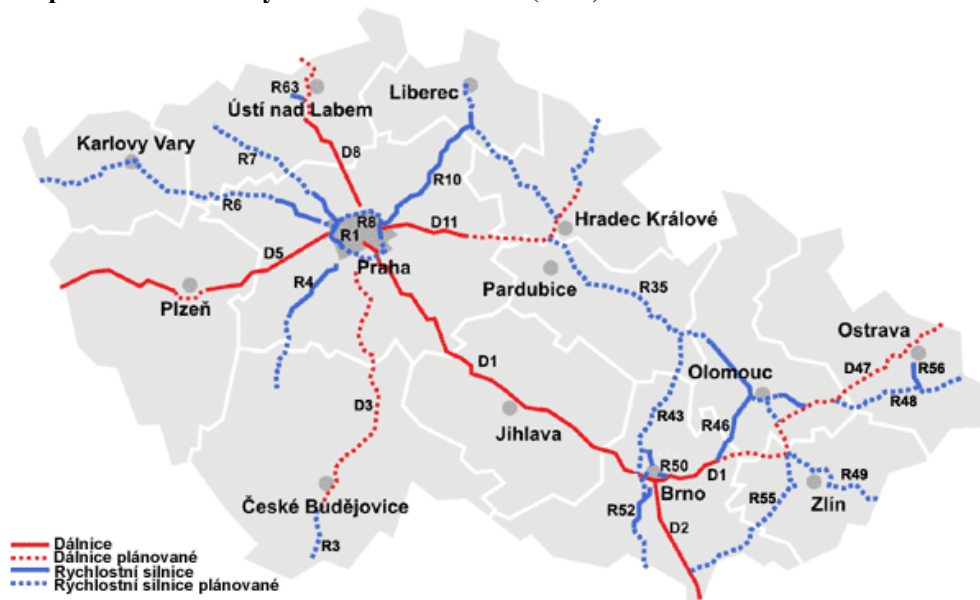 R63
Ústí nad Labem
Liberec
Karlovy Vary
R7
D8
R10
R6
R8
D11
Hradec Králové
R1
D5
Praha
R4
Pardubice
R35
Plzeň
Ostrava
D1
D47
R56
Olomouc
R48
D3
R43
R46
Jihlava
R50
D1
R49
Brno
R55
Zlín
České Budějovice
R52
D2
R3
Dálnice
Dálnice plánované
Rychlostní silnice
Rychlostní silnice plánované